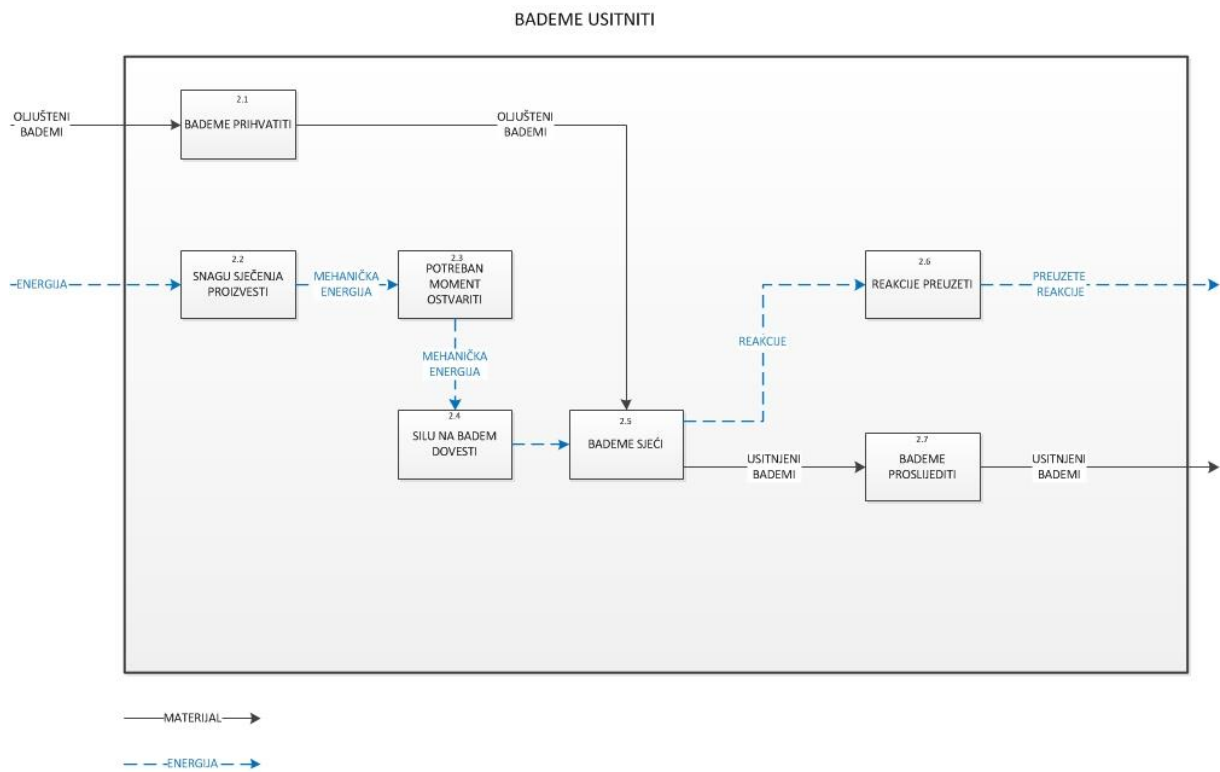 BADEME USITNITI
2.1
BADEME PRIHVATITI
OLJUŠTENI
BADEMI
OLJUŠTENI
BADEMI
2.2
SNAGU SJEČENJA
PROIZVESTI
ENERGIJA
MEHANIČKA
ENERGIJA
2.3
POTREBAN
MOMENT
OSTVARITI
2.6
REAKCIJE PREUZETI
PREUZETE
REAKCIJE
MEHANIČKA
ENERGIJA
REAKCIJE
2.4
SILU NA BADEM
DOVESTI
2.5
BADEME SJEĆI
2.7
BADEME
PROSLIJEDITI
USITNJENI
BADEMI
USITNJENI
BADEMI
MATERIJAL
ENERGIJA